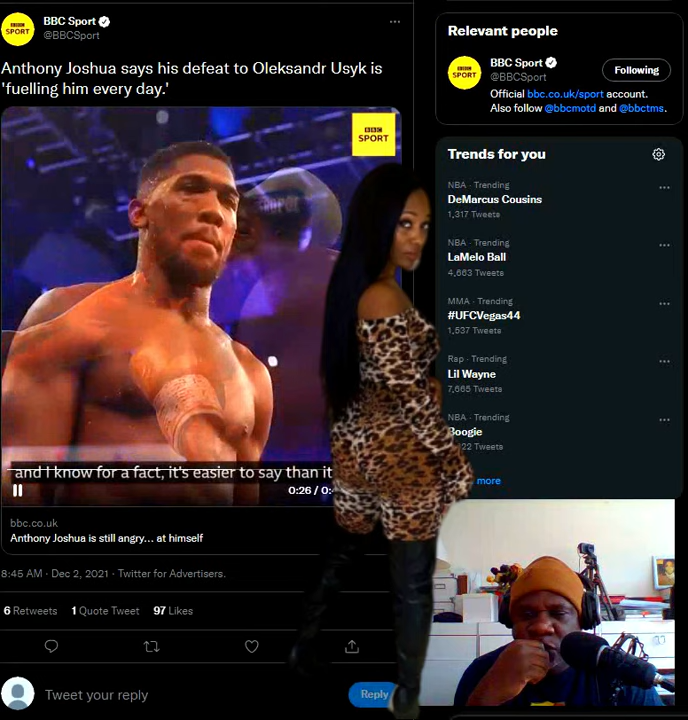 BBC Sport
@BBCSport
Anthony Joshua says his defeat to Oleksandr Usyk is
'fuelling him every day.'
BBC
SPORT
and I know for a fact, it's easier to say than it
0:26 / 0:
bbc.co.uk
Anthony Joshua is still angry... at himself
8:45 AM · Dec 2, 2021 · Twitter for Advertisers.
6 Retweets 1 Quote Tweet 97 Likes
Tweet your reply
Reply
Relevant people
BBC Sport
@BBCSport
Following
Official bbc.co.uk/sport account.
Also follow @bbcmotd and @bbctms.
Trends for you
NBA · Trending
DeMarcus Cousins
1,317 Tweets
NBA · Trending
LaMelo Ball
4,663 Tweets
MMA · Trending
#UFCVegas44
1,537 Tweets
Rap · Trending
Lil Wayne
7,665 Tweets
NBA · Trending
Boogie
Tweets
more